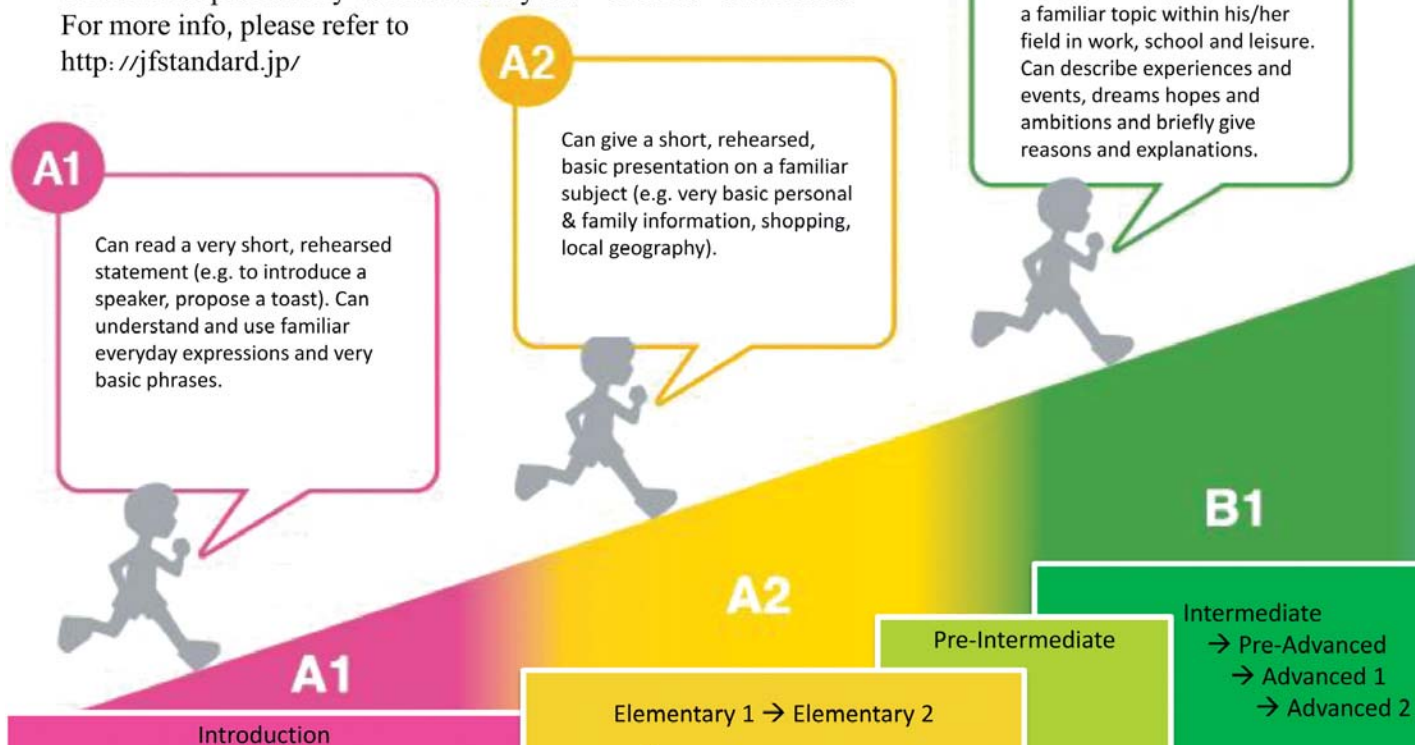 For more info, please refer to
http://jfstandard.jp/
A1
Can read a very short, rehearsed
statement (e.g. to introduce a
speaker, propose a toast). Can
understand and use familiar
everyday expressions and very
basic phrases.
A2
Can give a short, rehearsed,
basic presentation on a familiar
subject (e.g. very basic personal
& family information, shopping,
local geography).
a familiar topic within his/her
field in work, school and leisure.
Can describe experiences and
events, dreams hopes and
ambitions and briefly give
reasons and explanations.
A1
A2
B1
Introduction
Elementary 1 → Elementary 2
Pre-Intermediate
Intermediate
→ Pre-Advanced
→ Advanced 1
→ Advanced 2